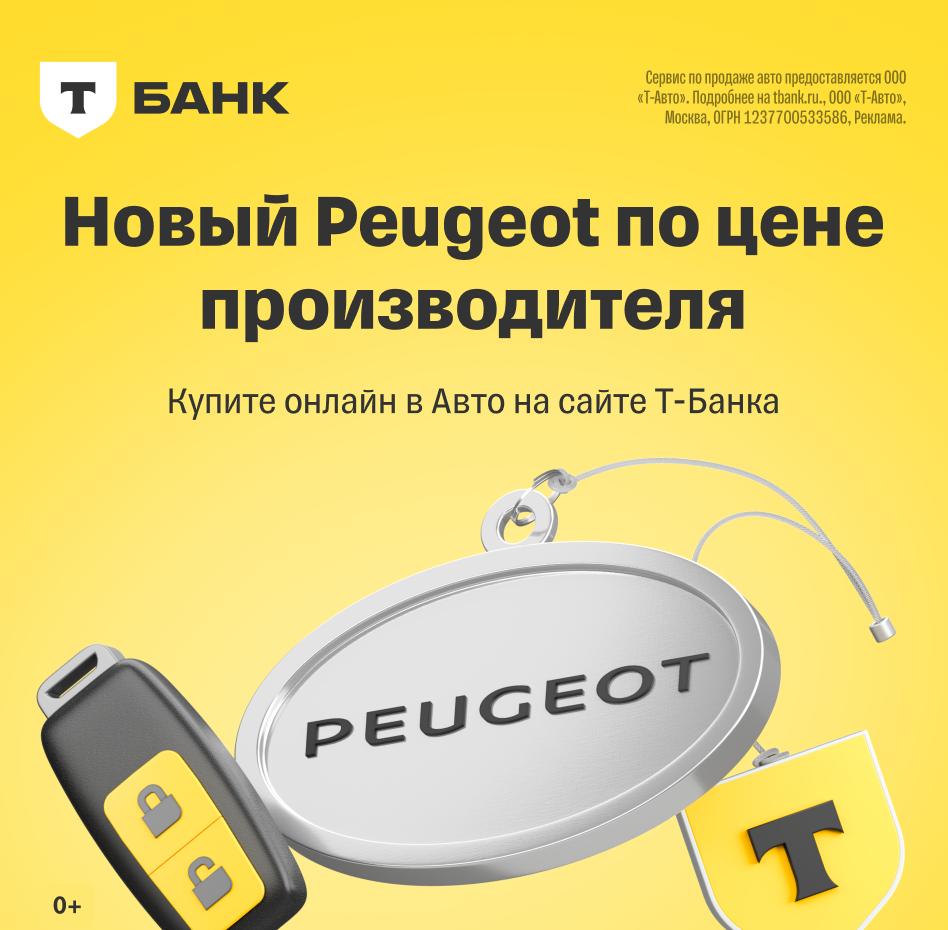 Т БАНК
Сервис по продаже авто предоставляется ООО
«Т-Авто». Подробнее на tbank.ru., ООО «Т-Авто»,
Москва, ОГРН 1237700533586, Реклама.
Новый Peugeot по цене
производителя
Купите онлайн в Авто на сайте Т-Банка
PEUGEOT
Т
0+